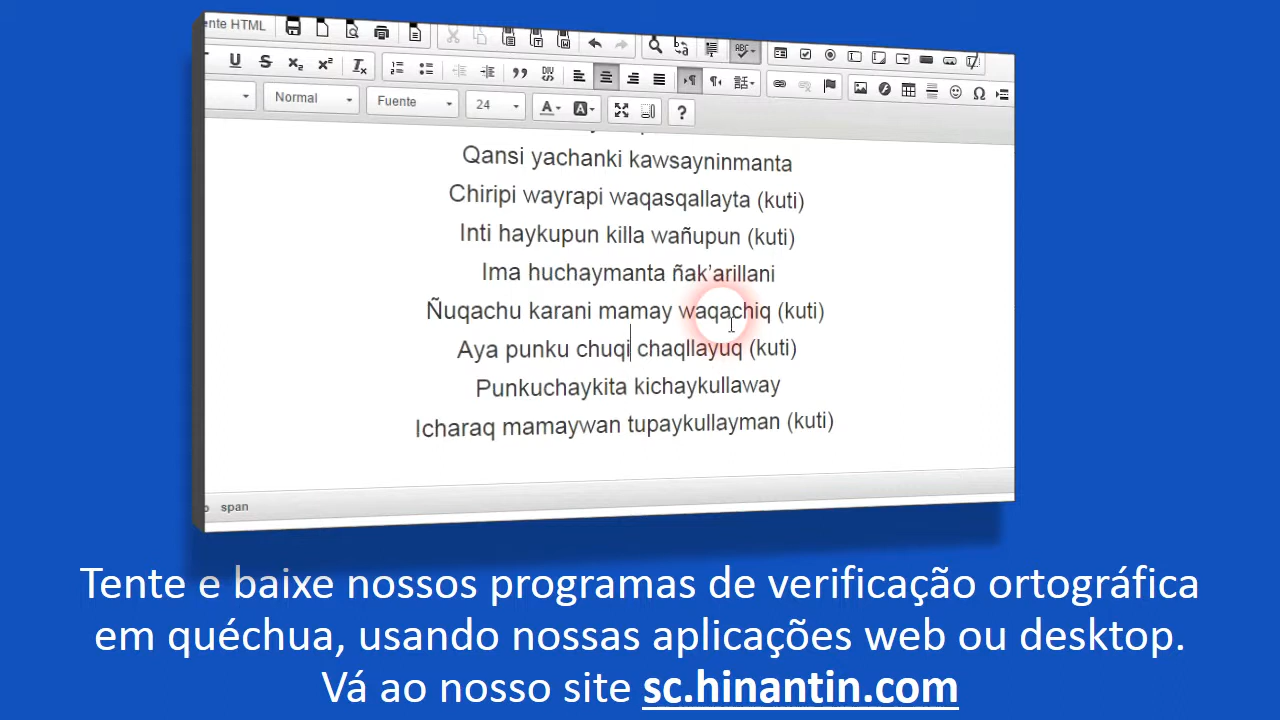 ente HTML
Normal Fuente 24
Qansi yachanki kawsayninmanta
Chiripi wayrapi waqasqallayta (kuti)
Inti haykupun killa wañupun (kuti)
Ima huchaymanta ñak'arillani
Ñuqachu karani mamay waqachiq (kuti)
Aya punku chuqi chaqllayuq (kuti)
Punkuchaykita kichaykullaway
Icharaq mamaywan tupaykullayman (kuti)
span
Tente e baixe nossos programas de verificação ortográfica
em quéchua, usando nossas aplicações web ou desktop.
Vá ao nosso site sc.hinantin.com